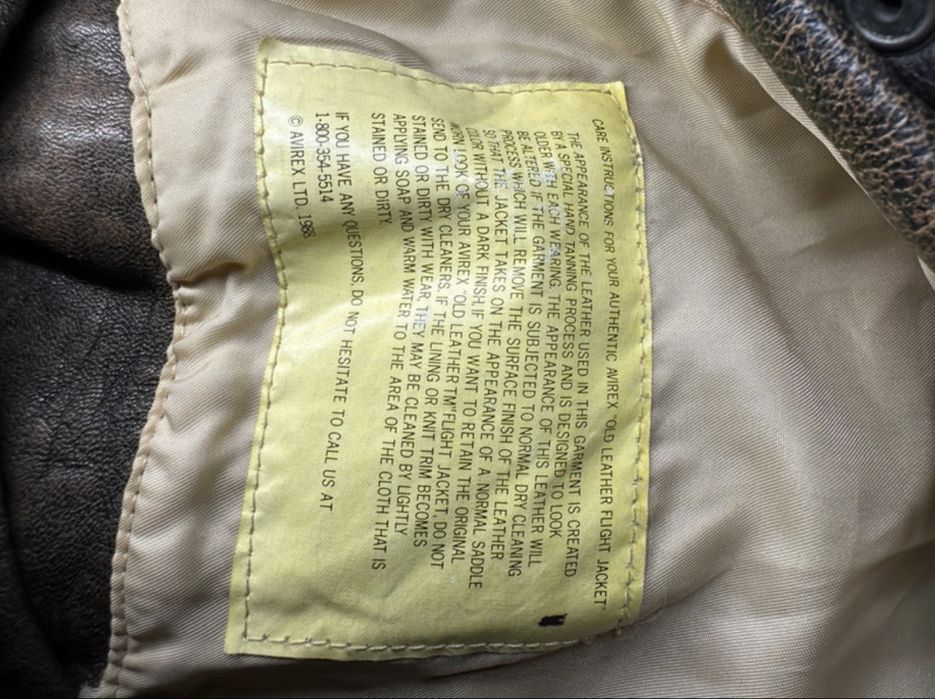 CARE INSTRUCTIONS FOR YOUR AUTHENTIC AVIREX "OLD LEATHER FLIGHT JACKET"
THE APPEARANCE OF THE LEATHER USED IN THIS GARMENT IS CREATED
BY A SPECIAL HAND TANNING PROCESS AND IS DESIGNED TO LOOK
OLDER WITH EACH WEARING. THE APPEARANCE OF THIS LEATHER WILL
BE ALTERED IF THE GARMENT IS SUBJECTED TO NORMAL DRY CLEANING
PROCESS WHICH WILL REMOVE THE SURFACE FINISH OF THE LEATHER
SO THAT THE JACKET TAKES ON THE APPEARANCE OF A NORMAL SADDLE
COLOR WITHOUT A DARK FINISH. IF YOU WANT TO RETAIN THE ORIGINAL
WORN LOOK OF YOUR AVIREX "OLD LEATHER TM" FLIGHT JACKET, DO NOT
SEND TO THE DRY CLEANERS. IF THE LINING OR KNIT TRIM BECOMES
STAINED OR DIRTY WITH WEAR, THEY MAY BE CLEANED BY LIGHTLY
APPLYING SOAP AND WARM WATER TO THE AREA OF THE CLOTH THAT IS
STAINED OR DIRTY.
IF YOU HAVE ANY QUESTIONS, DO NOT HESITATE TO CALL US AT
1-800-354-5514
© AVIREX LTD. 1988.